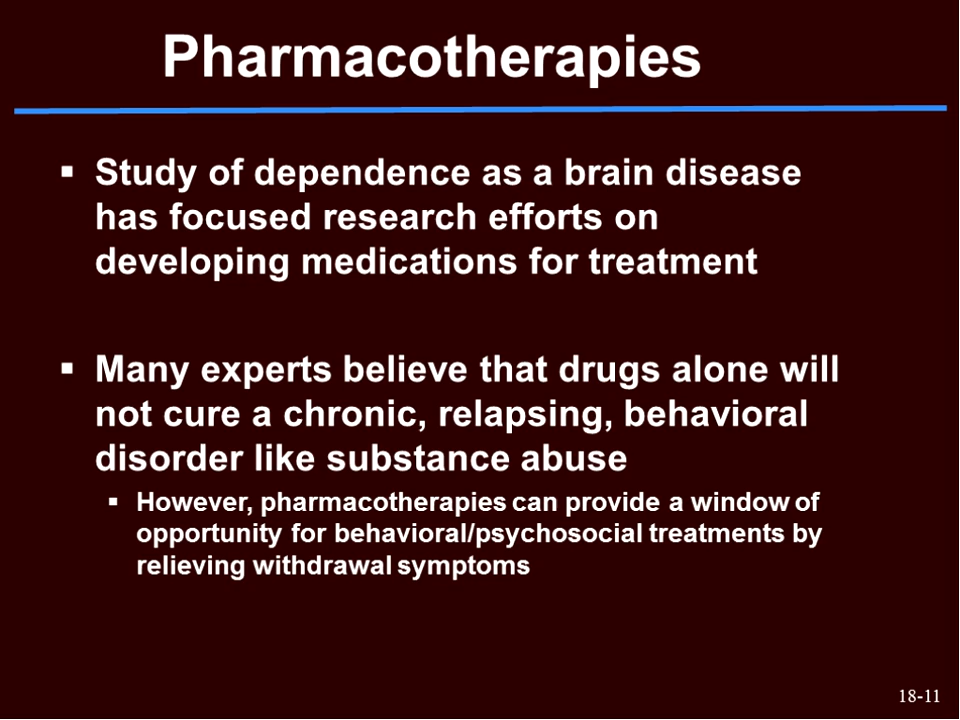 Pharmacotherapies
▪ Study of dependence as a brain disease
has focused research efforts on
developing medications for treatment
▪ Many experts believe that drugs alone will
not cure a chronic, relapsing, behavioral
disorder like substance abuse
▪ However, pharmacotherapies can provide a window of
opportunity for behavioral/psychosocial treatments by
relieving withdrawal symptoms
18-11